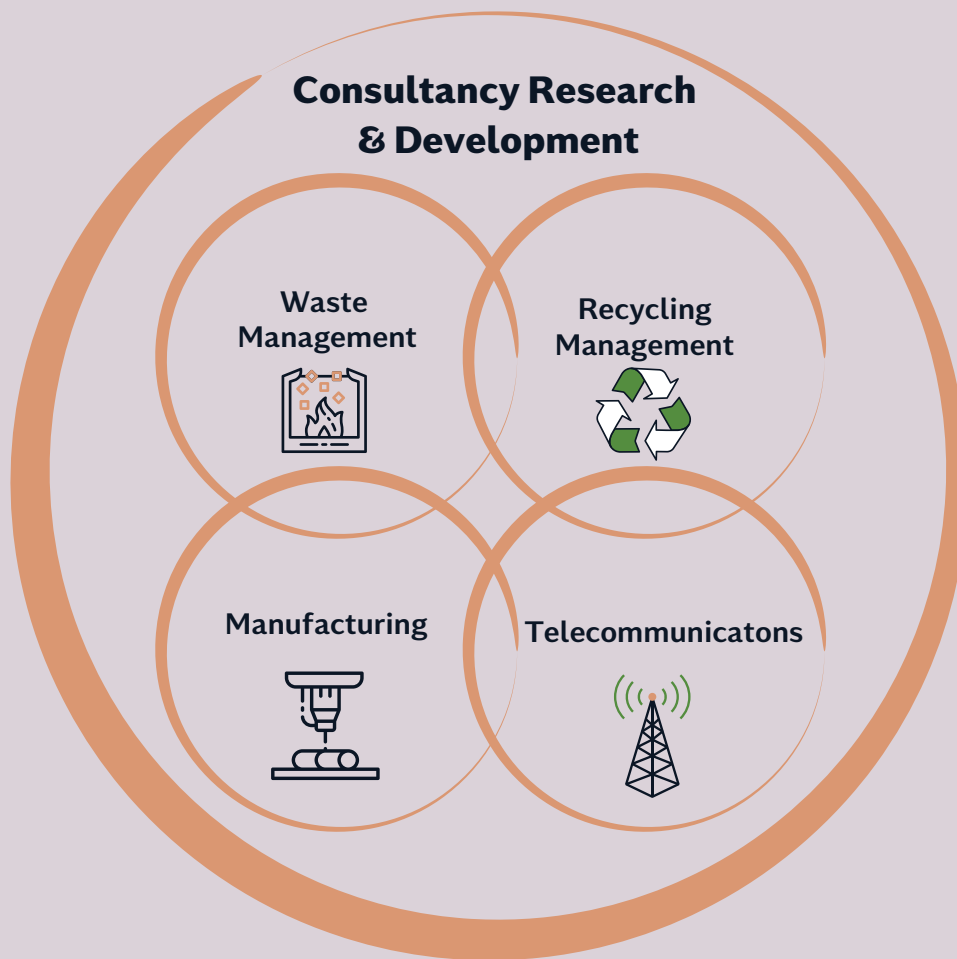 Consultancy Research
& Development
Waste
Management
Recycling
Management
Manufacturing
Telecommunicatons